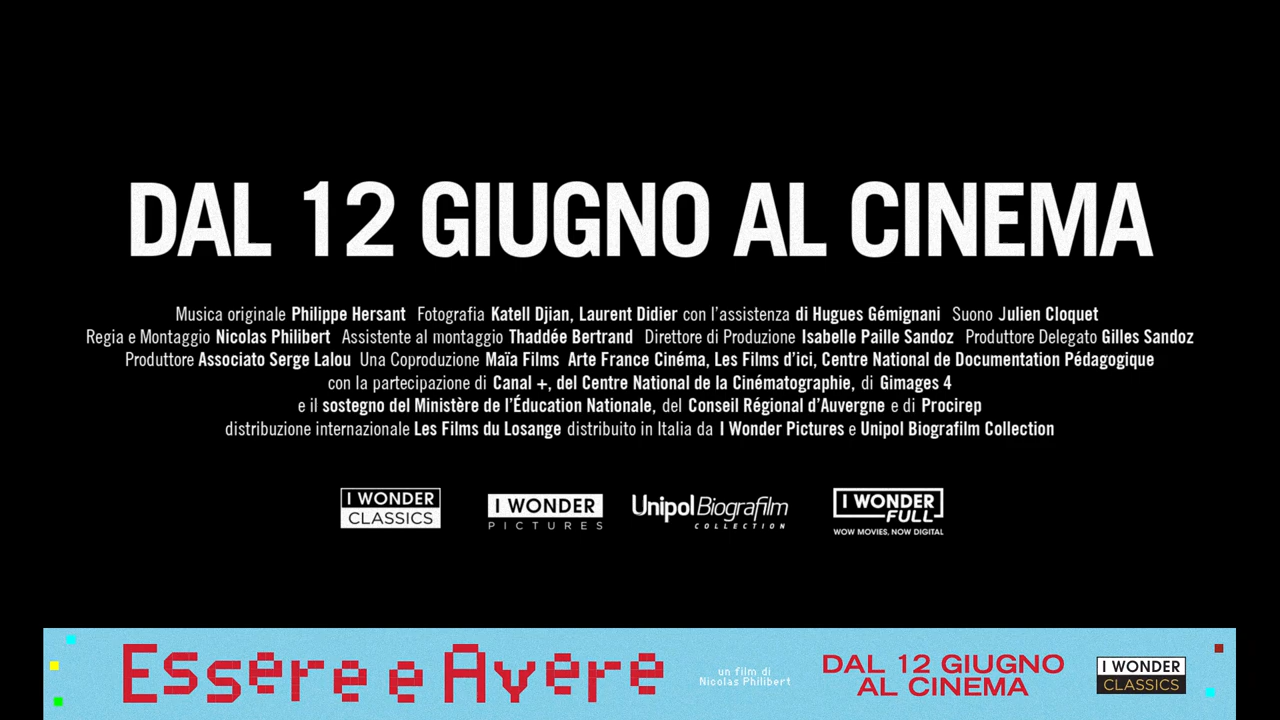 DAL 12 GIUGNO AL CINEMA
Musica originale Philippe Hersant Fotografia Katell Djian, Laurent Didier con l'assistenza di Hugues Gémignani Suono Julien Cloquet
Regia e Montaggio Nicolas Philibert Assistente al montaggio Thaddée Bertrand Direttore di Produzione Isabelle Paille Sandoz Produttore Delegato Gilles Sandoz
Produttore Associato Serge Lalou Una Coproduzione Maïa Films Arte France Cinéma, Les Films d'ici, Centre National de Documentation Pédagogique
con la partecipazione di Canal +, del Centre National de la Cinématographie, di Gimages 4
e il sostegno del Ministère de l'Éducation Nationale, del Conseil Régional d'Auvergne e di Procirep
distribuzione internazionale Les Films du Losange distribuito in Italia da I Wonder Pictures e Unipol Biografilm Collection
I WONDER
CLASSICS
I WONDER
PICTURES
Unipol Biografilm
COLLECTION
I WONDER
FULL
WOW MOVIES, NOW DIGITAL
Essere e Avere
un film di
Nicolas Philibert
DAL 12 GIUGNO
AL CINEMA
I WONDER
CLASSICS